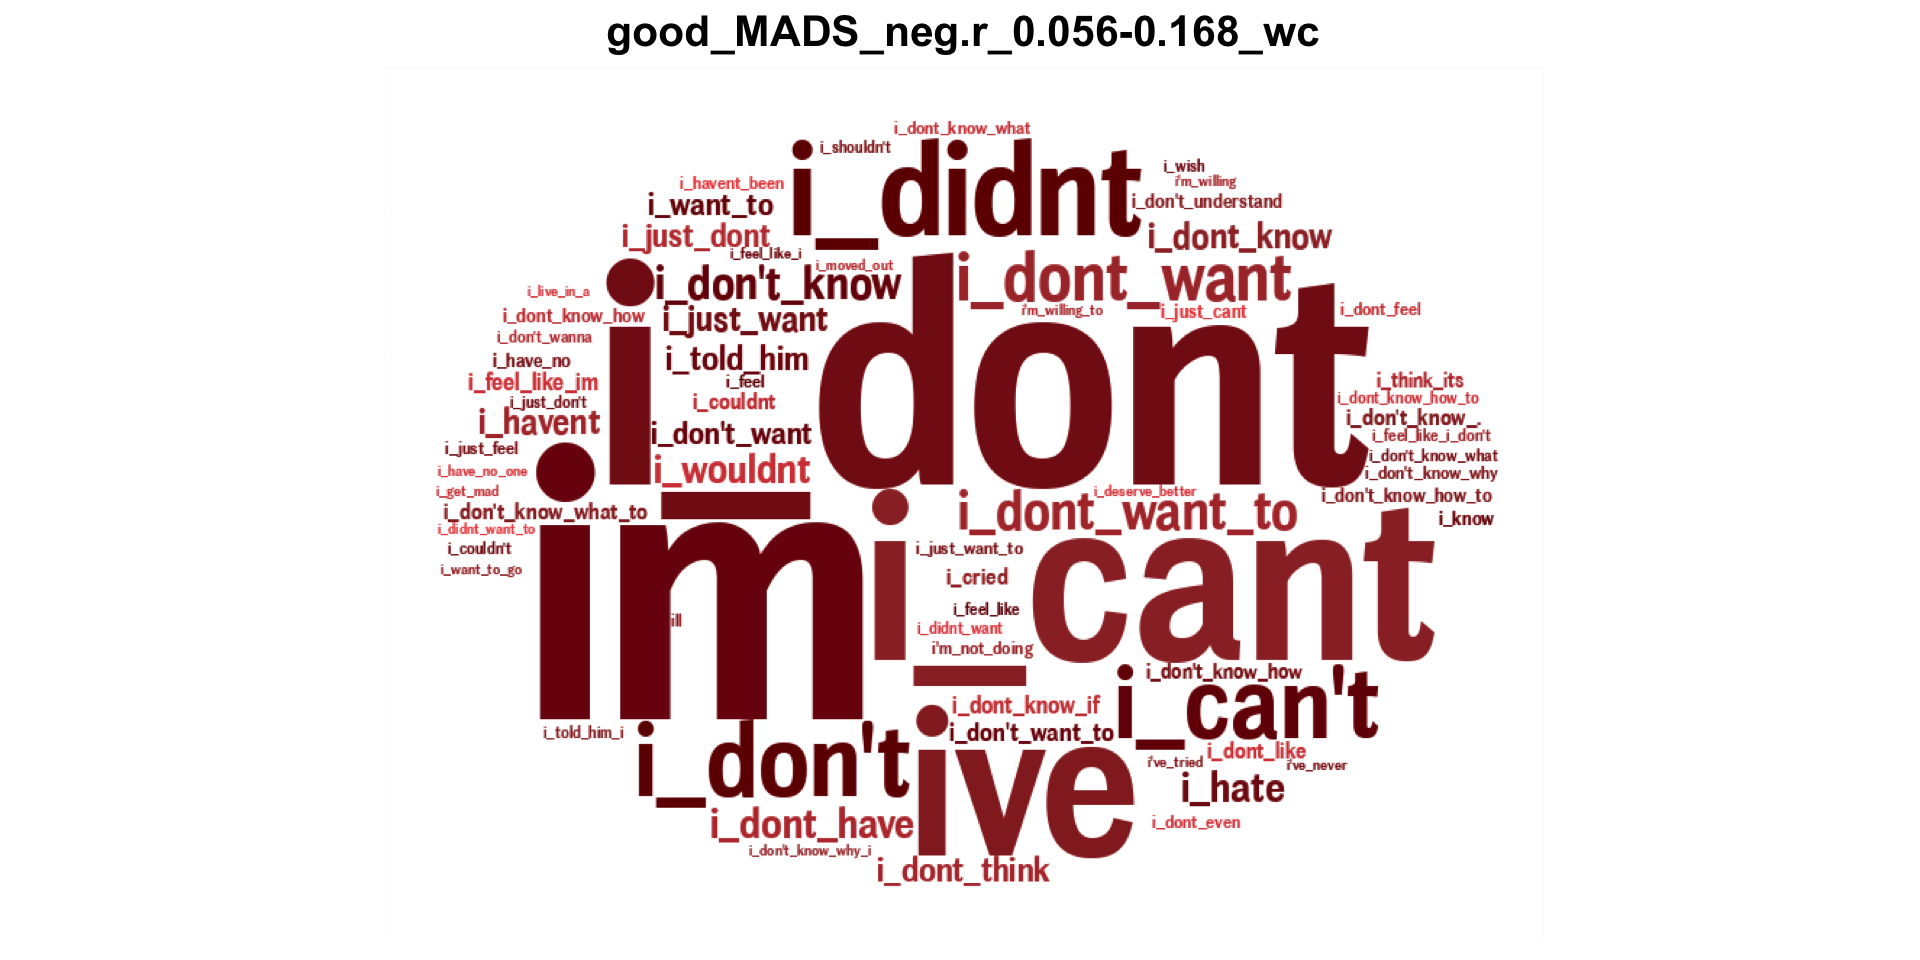 good_MADS_neg.r_0.056-0.168_wc
i_dont_know_what
i_shouldn't
i_didnt
i_wish
i'm_willing
i_havent_been
i_want_to
i_don't_understand
i_just_dont
i_dont_know
i_feel_like_i
i_moved_out
i_don't_know
i_dont_want
i_live_in_a
i_dont_know_how
i_just_want
i'm_willing_to
i_just_cant
i_dont_feel
i_don't_wanna
i_dont
i_have_no
i_told_him
i_feel_like_im
i_feel
i_think_its
i_just_don't
i_couldnt
i_dont_know_how_to
i_havent
i_don't_know_.
i_don't_want
i_feel_like_i_don't
i_just_feel
i_don't_know_what
i_have_no_one
i_wouldnt
i_don't_know_why
i_get_mad
i_deserve_better
i_don't_know_how_to
i_don't_know_what_to
i_dont_want_to
i_know
i_didnt_want_to
i_couldn't
i_just_want_to
i_want_to_go
i_cried
im
i_cant
ill
i_feel_like
i_didnt_want
i'm_not_doing
i_don't_know_how
i_can't
i_dont_know_if
i_told_him_i
i_don't_want_to
i_don't
i_dont_like
i've_tried
i've_never
i_hate
ive
i_dont_have
i_dont_even
i_don't_know_why_i
i_dont_think